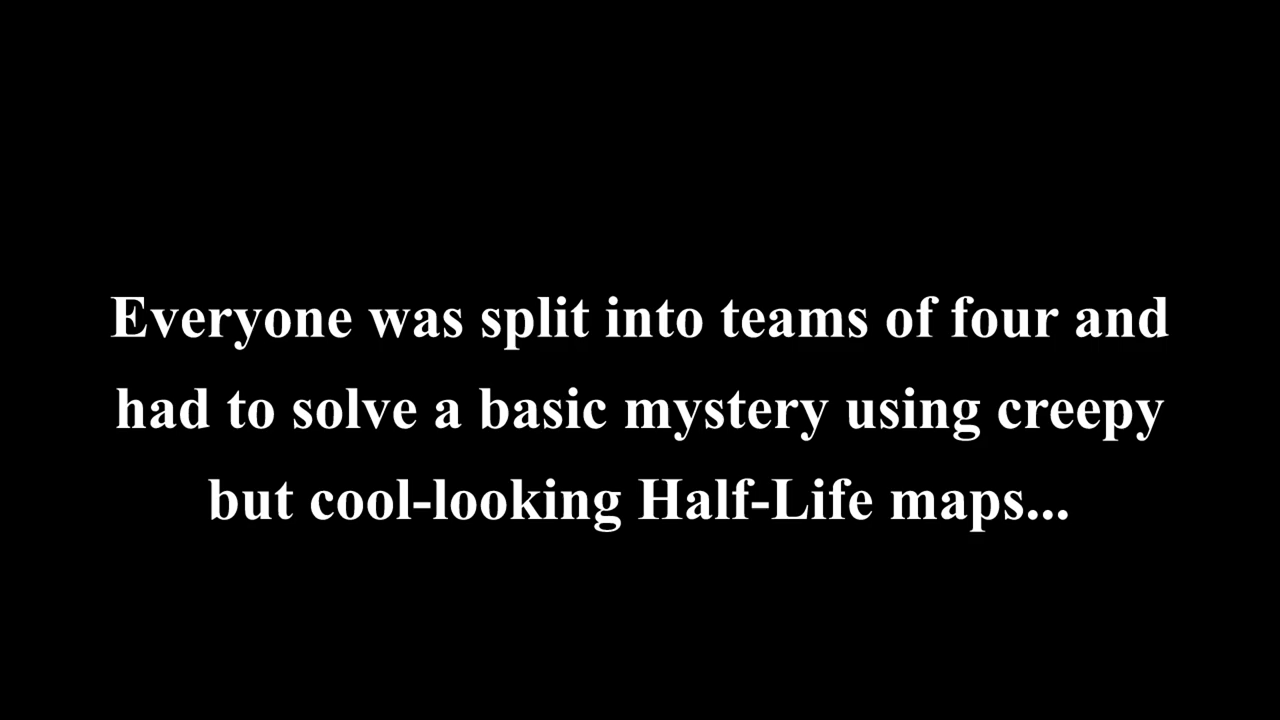 Everyone was split into teams of four and
had to solve a basic mystery using creepy
but cool-looking Half-Life maps...